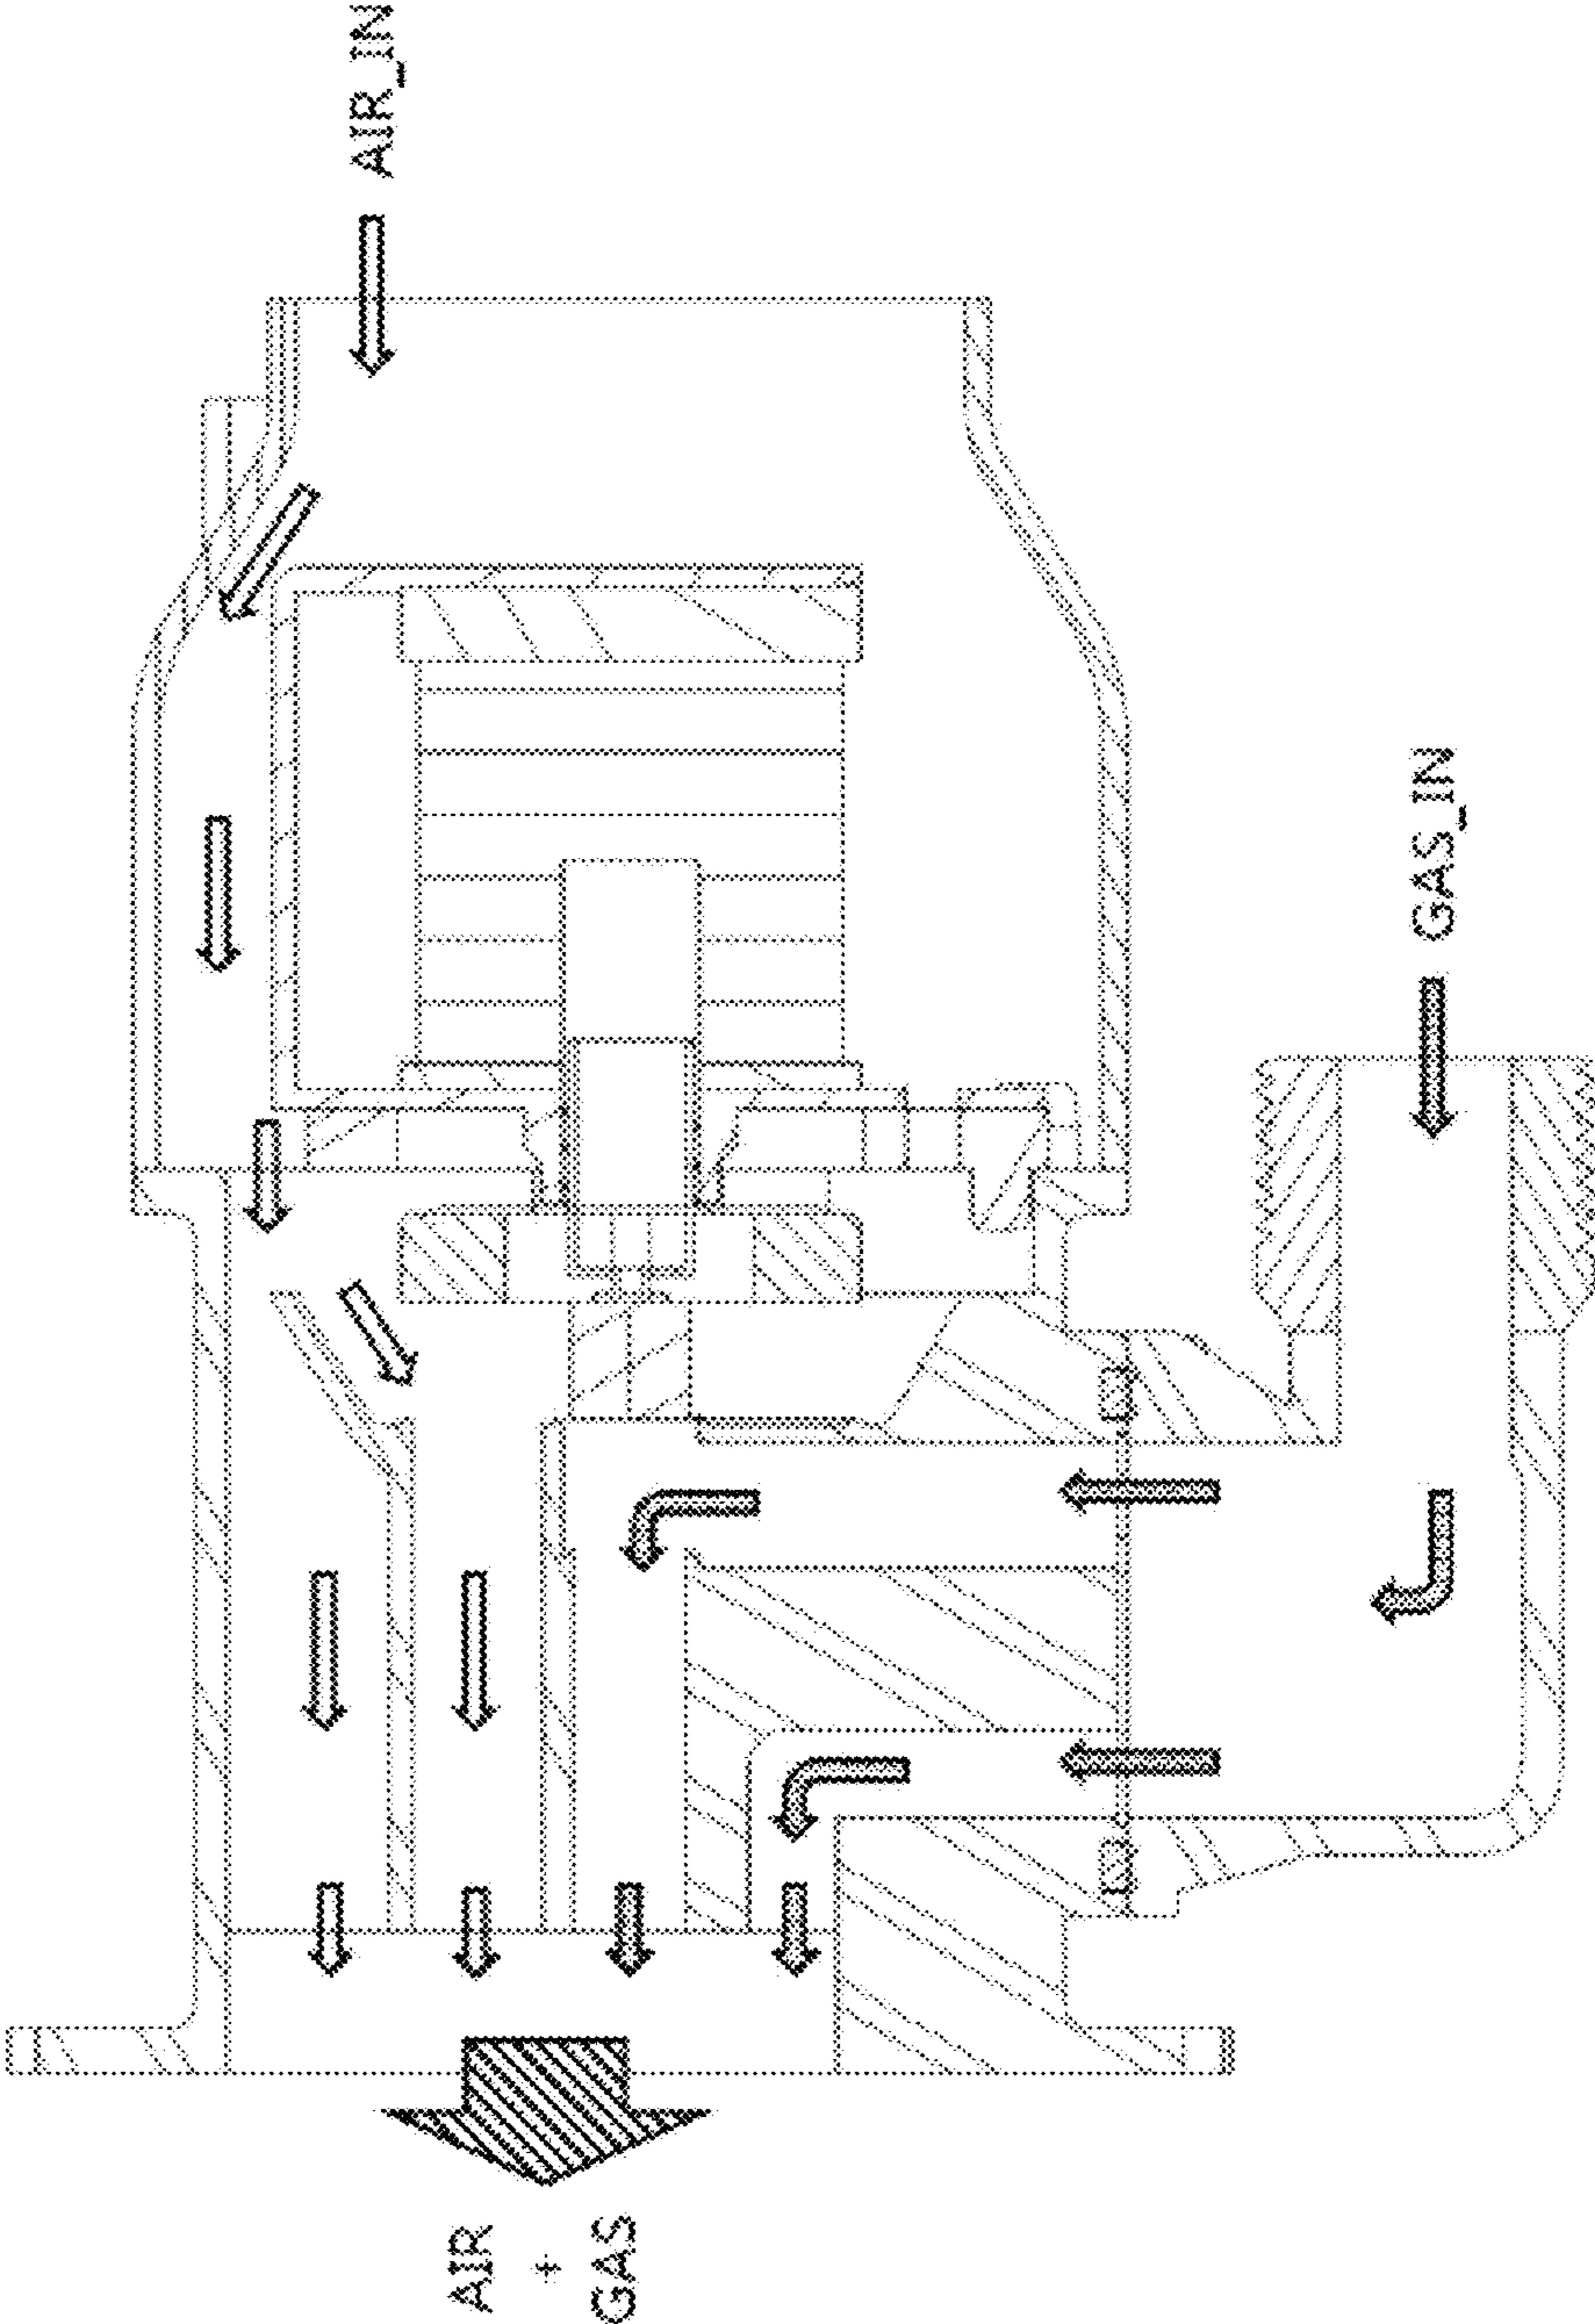 AIR_IN
GAS_IN
AIR
+
GAS